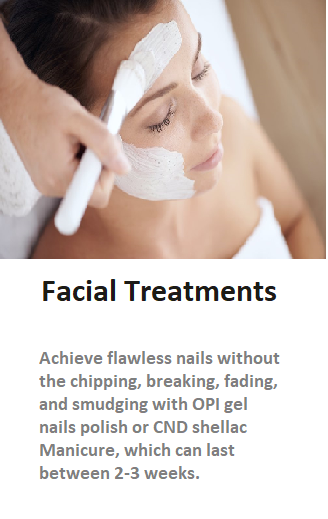 Facial Treatments
Achieve flawless nails without
the chipping, breaking, fading,
and smudging with OPI gel
nails polish or CND shellac
Manicure, which can last
between 2-3 weeks.